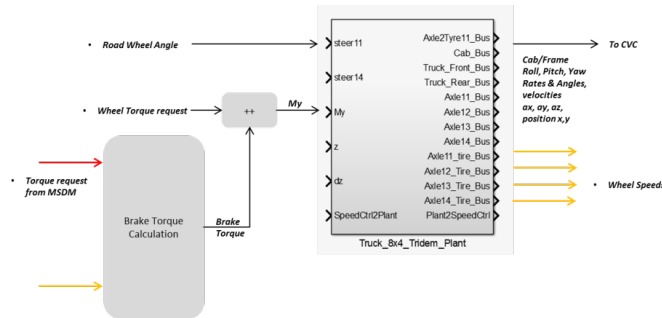 Axle2Tyre11_Bus
• Road Wheel Angle
steer11
To CVC
Cab_Bus
Cab/Frame
Roll, Pitch, Yaw
Rates & Angles,
velocities
ax, ay, az,
position x,y
Truck_Front_Bus
steer14
Truck_Rear_Bus
Axle11_Bus
• Wheel Torque request
++
My
My
Axle12_Bus
Axle13_Bus
z
Axle14_Bus
Axle11_tire_Bus
• Torque request
from MSDM
dz
Axle12_Tire_Bus
• Wheel Speeds
Axle13_Tire_Bus
Axle14_Tire_Bus
Brake Torque
Calculation
Brake
Torque
SpeedCtrl2Plant
Plant2SpeedCtrl
Truck_8x4_Tridem_Plant